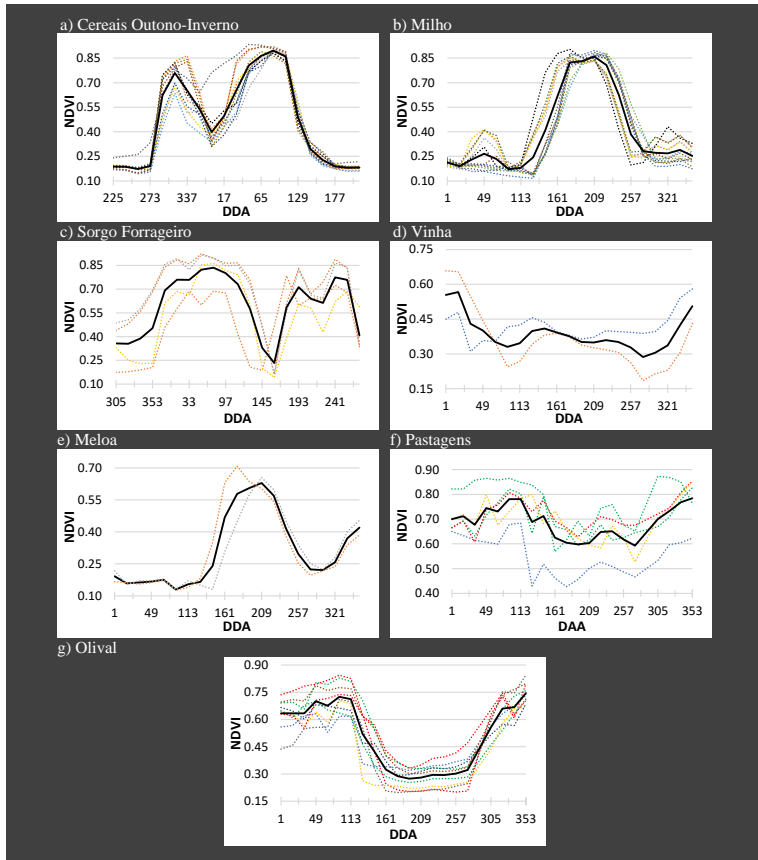 a) Cereais Outono-Inverno
0.85
0.70
0.55
0.40
0.25
0.10
NDVI
225 273 337 17 65 129 177
DDA
b) Milho
0.85
0.70
0.55
0.40
0.25
0.10
NDVI
1 49 113 161 209 257 321
DDA
c) Sorgo Forrageiro
0.85
0.70
0.55
0.40
0.25
0.10
NDVI
305 353 33 97 145 193 241
DDA
d) Vinha
0.75
0.60
0.45
0.30
0.15
NDVI
1 49 113 161 209 257 321
DDA
e) Meloa
0.70
0.55
0.40
0.25
0.10
NDVI
1 49 113 161 209 257 321
DDA
f) Pastagens
0.90
0.80
0.70
0.60
0.50
0.40
NDVI
1 49 113 161 209 257 305 353
DAA
g) Olival
0.90
0.75
0.60
0.45
0.30
0.15
NDVI
1 49 113 161 209 257 305 353
DDA